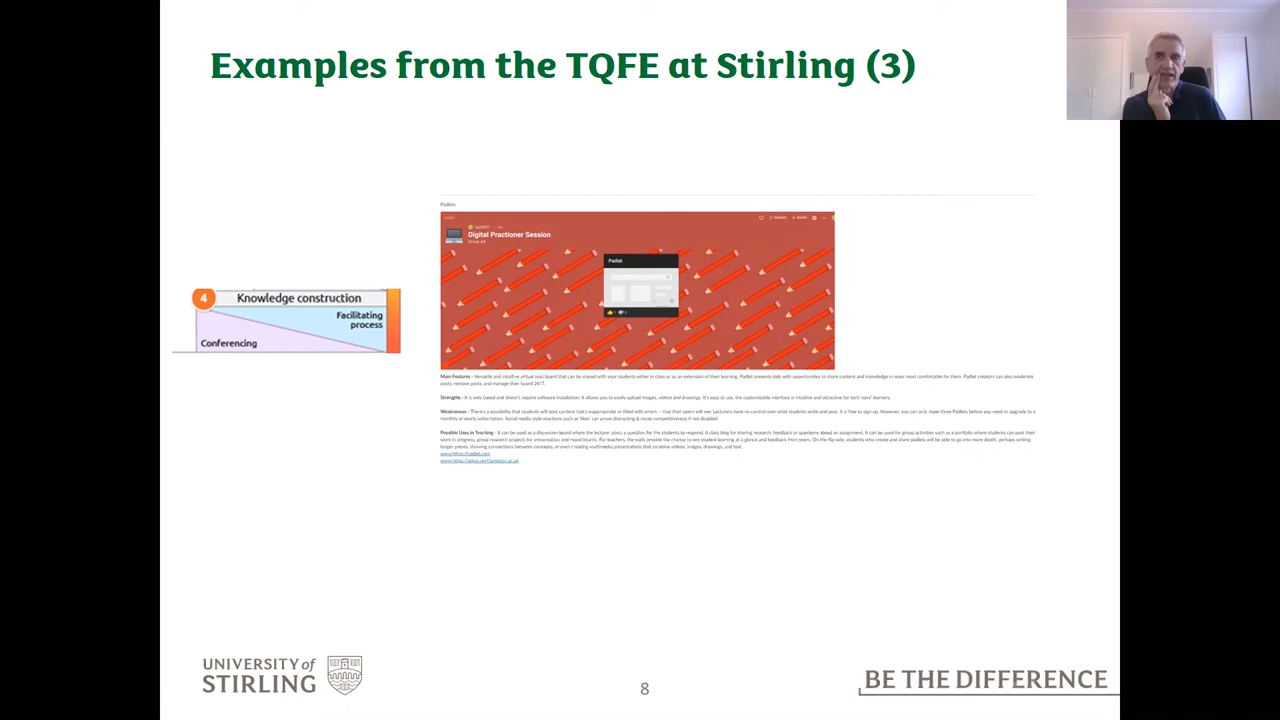 Examples from the TQFE at Stirling (3)
Padlets
Digital Practioner Session
Group 4A
Padlet
4 Knowledge construction
Facilitating
process
Conferencing
Main Features - Versatile and intuitive virtual post board that can be shared with your students either in class or as an extension of their learning. Padlet presents kids with opportunities to share content and knowledge in ways most comfortable for them. Padlet creators can also moderate
posts, remove posts, and manage their board 24/7.
Strengths - It is web based and doesn't require software installation. It allows you to easily upload images, videos and drawings. It's easy to use, the customizable interface is intuitive and attractive for tech 'savy' learners.
Weaknesses - There's a possibility that students will post content that's inappropriate or filled with errors -- that their peers will see. Lecturers have no control over what students write and post. It is free to sign up. However, you can only make three Padlets before you need to upgrade to a
monthly or yearly subscription. Social media style reactions such as 'likes' can prove distracting & rouse competitiveness if not disabled.
Possible Uses in Teaching - It can be used as a discussion board where the lecturer posts a question for the students to respond. A class blog for sharing research, feedback or questions about an assignment. It can be used for group activities such as a portfolio where students can post their
work in progress, group research projects for presentation and mood boards. For teachers, the walls provide the chance to see student learning at a glance and feedback from peers. On the flip side, students who create and share padlets will be able to go into more depth, perhaps writing
longer pieces, showing connections between concepts, or even creating multimedia presentations that combine videos, images, drawings, and text.
UNIVERSITY of
STIRLING
8
BE THE DIFFERENCE